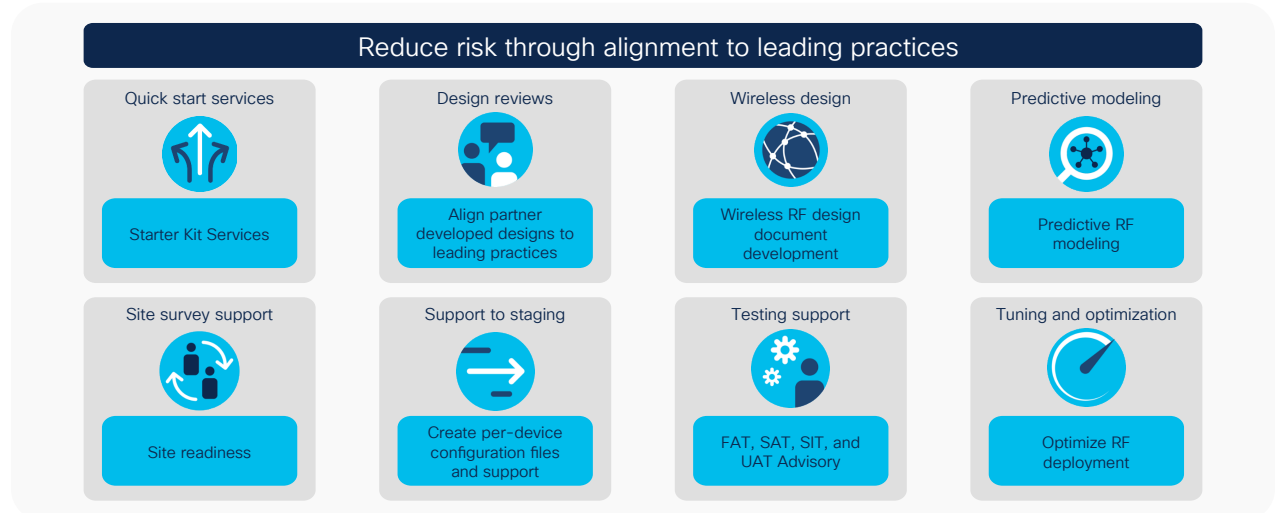 Reduce risk through alignment to leading practices
Quick start services
Starter Kit Services
Design reviews
Align partner
developed designs to
leading practices
Wireless design
Wireless RF design
document
development
Predictive modeling
Predictive RF
modeling
Site survey support
Site readiness
Support to staging
Create per-device
configuration files
and support
Testing support
FAT, SAT, SIT, and
UAT Advisory
Tuning and optimization
Optimize RF
deployment